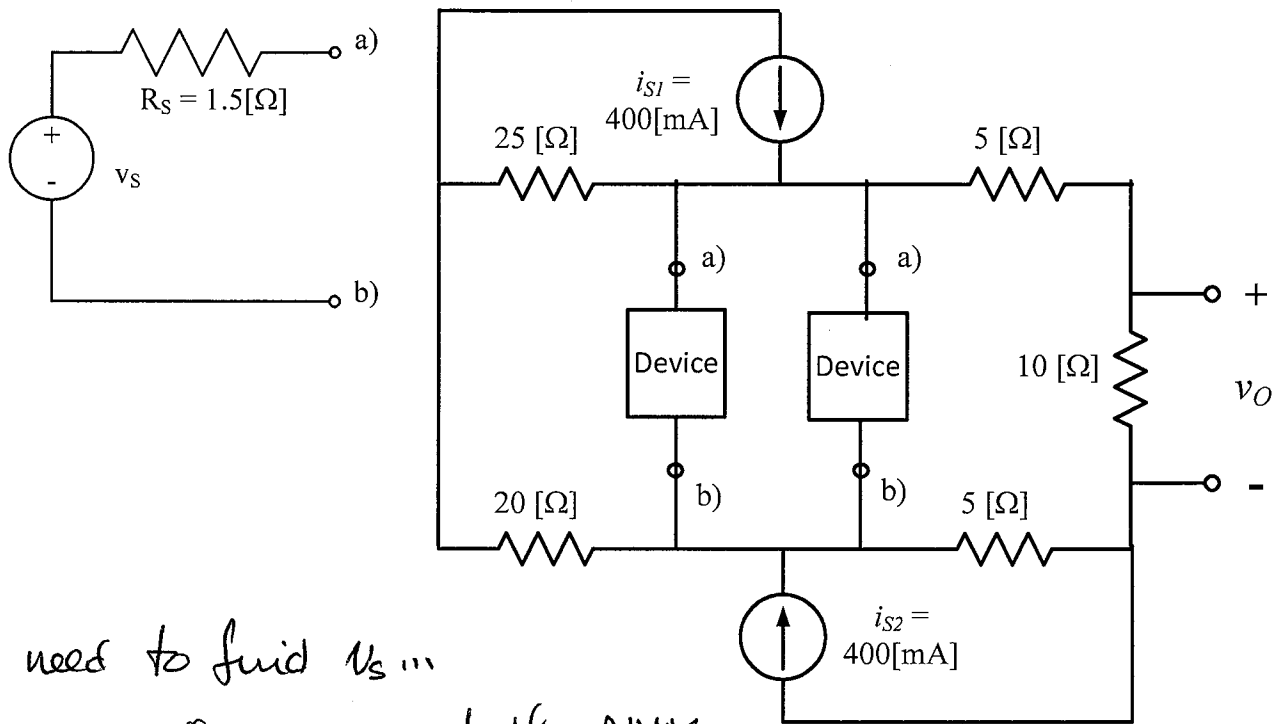 a)
R_S = 1.5[Ω]
+
-
v_S
b)
i_S1 =
400[mA]
25 [Ω]
5 [Ω]
a)
a)
Device
Device
10 [Ω]
+
v_O
-
b)
b)
20 [Ω]
5 [Ω]
i_S2 =
400[mA]
need to find v_S ...